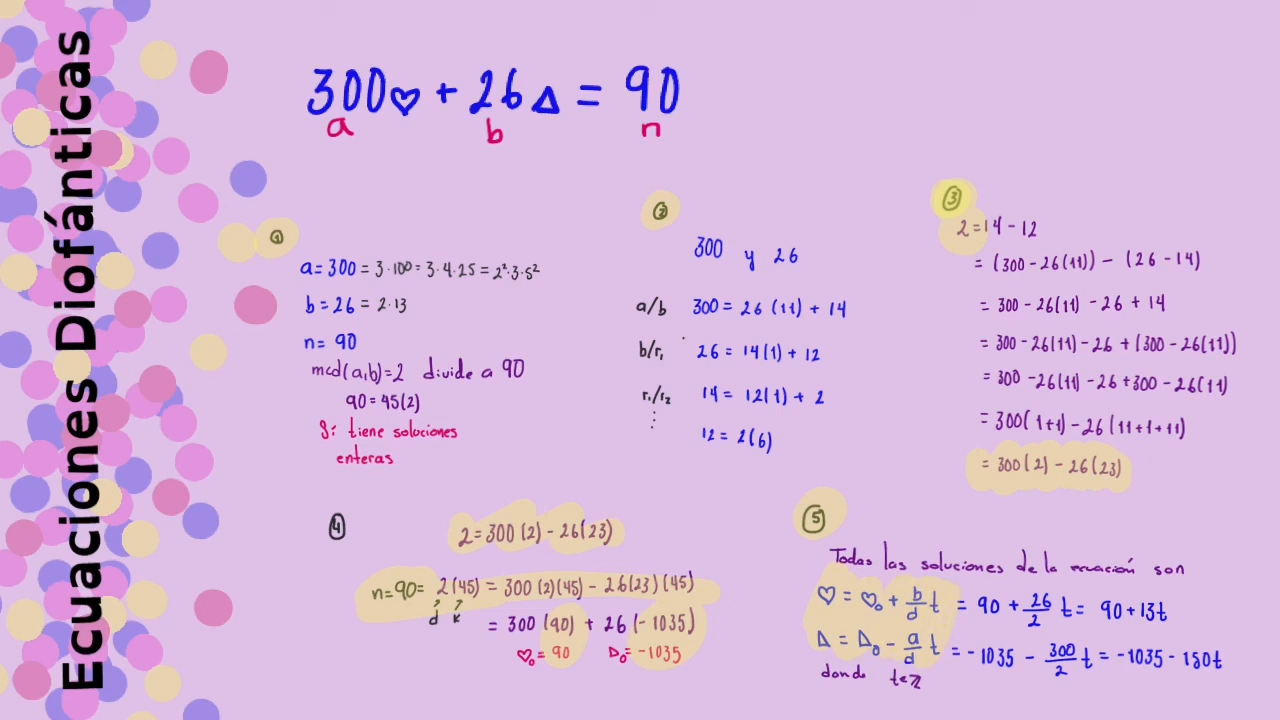 Ecuaciones Diofánticas
300♡ + 26Δ = 90
a b n
①
a = 300 = 3·100 = 3·4·25 = 2²·3·5²
b = 26 = 2·13
n = 90
mcd(a,b)=2 divide a 90
90 = 45(2)
Si tiene soluciones
enteras
②
300 y 26
a/b 300 = 26 (11) + 14
b/r₁ 26 = 14(1) + 12
r₁/r₂ 14 = 12(1) + 2
⋮ 12 = 2(6)
③
2 = 14 - 12
= (300 - 26(11)) - (26 - 14)
= 300 - 26(11) - 26 + 14
= 300 - 26(11) - 26 + (300 - 26(11))
= 300 - 26(11) - 26 + 300 - 26(11)
= 300(1+1) - 26(11+1+11)
= 300(2) - 26(23)
④
2 = 300(2) - 26(23)
n = 90 = 2(45) = 300(2)(45) - 26(23)(45)
d k
= 300 (90) + 26 (-1035)
♡₀ = 90 Δ₀ = -1035
⑤
Todas las soluciones de la ecuación son
♡ = ♡₀ + b/d t = 90 + 26/2 t = 90 + 13t
Δ = Δ₀ - a/d t = -1035 - 300/2 t = -1035 - 150t
donde t∈ℤ